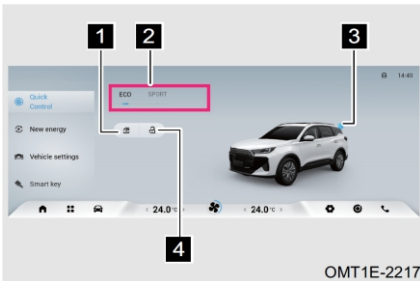 1
2
3
14:40
Quick
Control
ECO SPORT
New energy
Vehicle settings
Smart key
24.0°C
24.0°C
4
OMT1E-2217